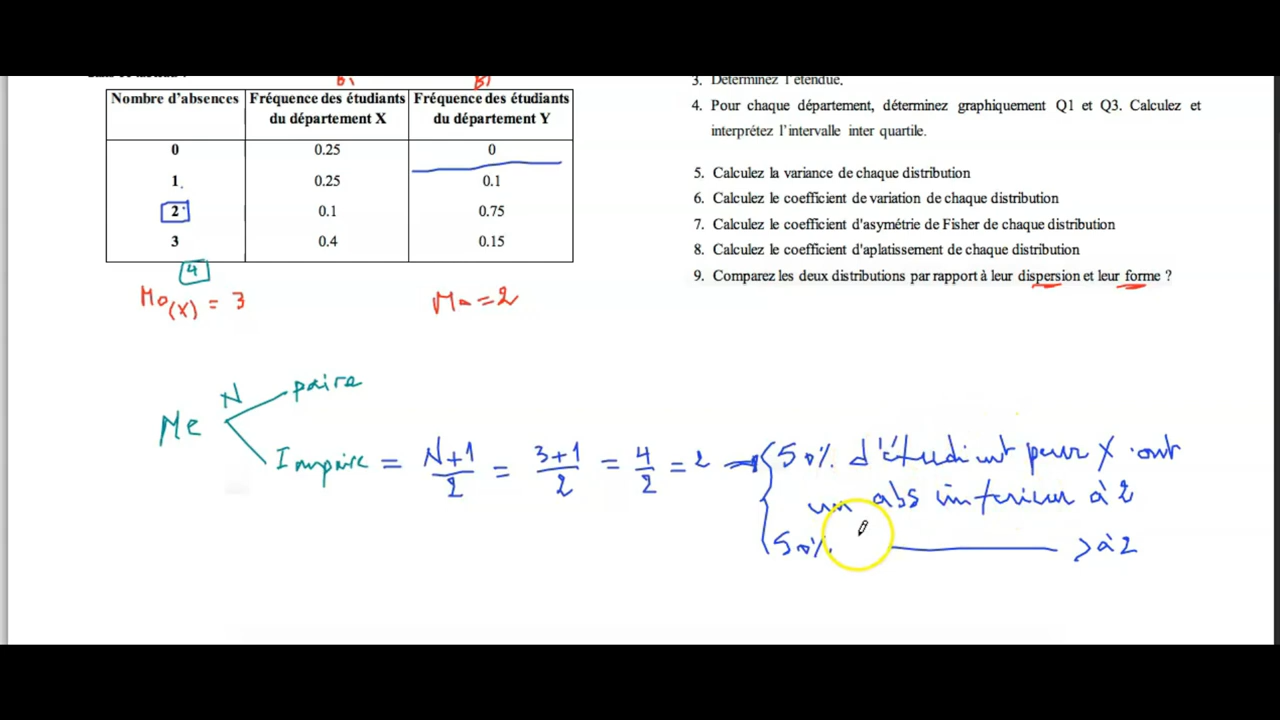 Nombre d'absences Fréquence des étudiants du département X Fréquence des étudiants du département Y
0 0.25 0
1 0.25 0.1
2 0.1 0.75
3 0.4 0.15
4
Mo(X) = 3
= 2
3. Determinez l'étendue.
4. Pour chaque département, déterminez graphiquement Q1 et Q3. Calculez et
interprétez l'intervalle inter quartile.
5. Calculez la variance de chaque distribution
6. Calculez le coefficient de variation de chaque distribution
7. Calculez le coefficient d'asymétrie de Fisher de chaque distribution
8. Calculez le coefficient d'aplatissement de chaque distribution
9. Comparez les deux distributions par rapport à leur dispersion et leur forme ?
Me N paire
Impaire = N+1/2 = 3+1/2 = 4/2 = 2 → 50% d'étudiant pour X ont
un abs inferieur à 2
50% > à 2